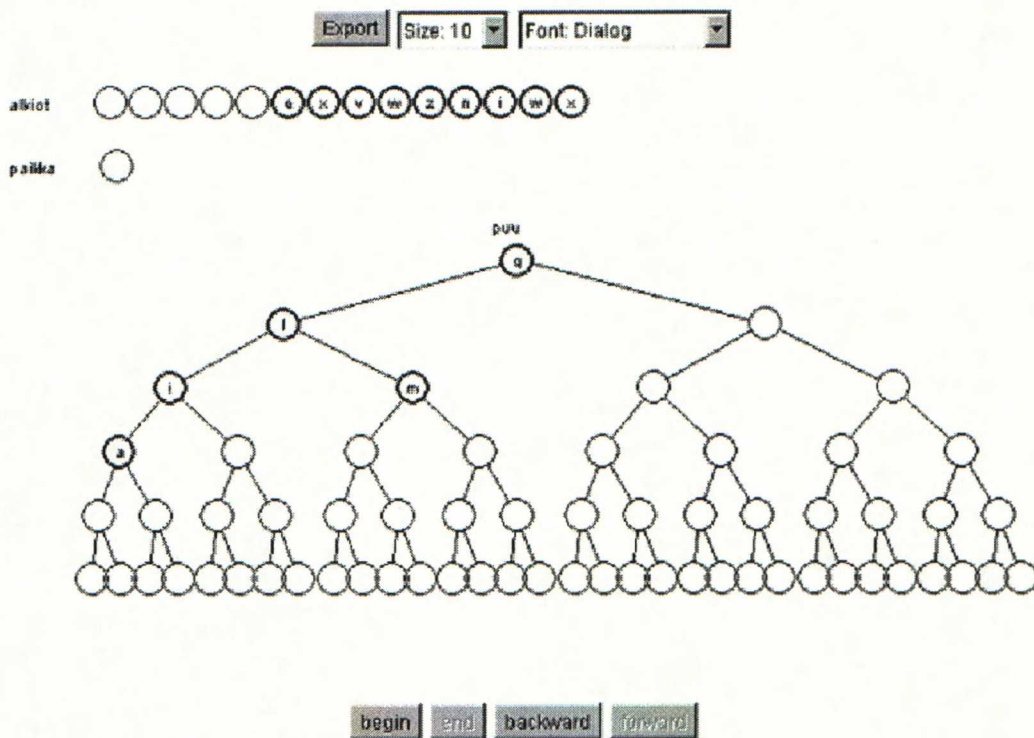 Export Size: 10 Font: Dialog
alkiot x v w z n i w x
paikka
puu
m
a
begin end backward forward